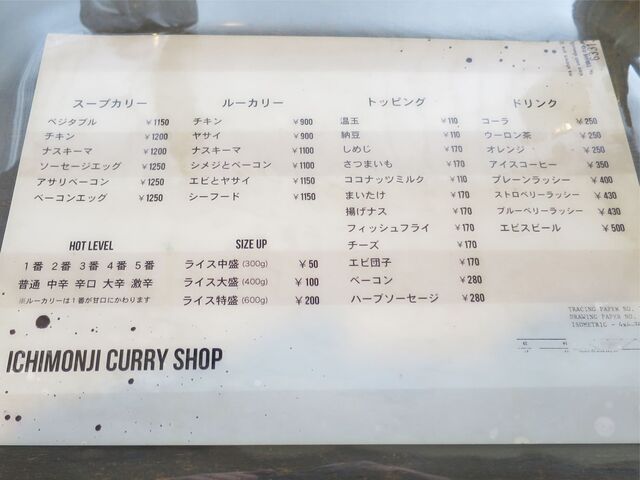 スープカリー
ベジタブル ￥1150
チキン ￥1200
ナスキーマ ￥1200
ソーセージエッグ ￥1250
アサリベーコン ￥1250
ベーコンエッグ ￥1250
ルーカリー
チキン ￥900
ヤサイ ￥900
ナスキーマ ￥1100
シメジとベーコン ￥1100
エビとヤサイ ￥1150
シーフード ￥1150
トッピング
温玉 ￥110
納豆 ￥110
しめじ ￥170
さつまいも ￥170
ココナッツミルク ￥110
まいたけ ￥170
揚げナス ￥170
フィッシュフライ ￥170
チーズ ￥170
エビ団子 ￥170
ベーコン ￥280
ハーブソーセージ ￥280
ドリンク
コーラ ￥250
ウーロン茶 ￥250
オレンジ ￥250
アイスコーヒー ￥350
プレーンラッシー ￥400
ストロベリーラッシー ￥430
ブルーベリーラッシー ￥430
エビスビール ￥500
HOT LEVEL
1番 2番 3番 4番 5番
普通 中辛 辛口 大辛 激辛
※ルーカリーは1番が甘口にかわります
SIZE UP
ライス中盛 (300g) ￥50
ライス大盛 (400g) ￥100
ライス特盛 (600g) ￥200
TRACING PAPER NO.
DRAWING PAPER NO.
ISOMETRIC -
ICHIMONJI CURRY SHOP